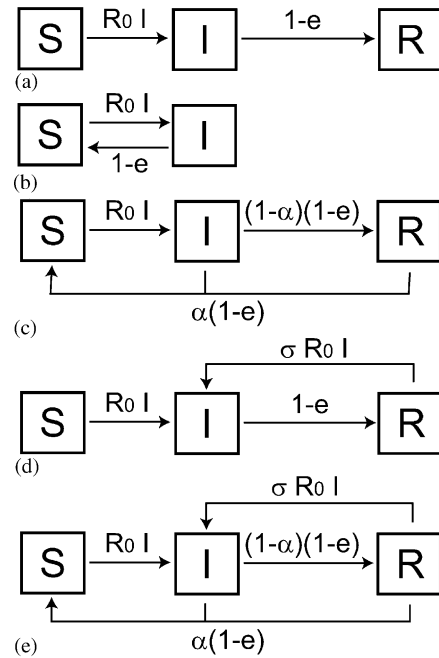 R₀ I 1-e
S I R
(a)
R₀ I
S I
1-e
(b)
R₀ I (1-α)(1-e)
S I R
α(1-e)
(c)
σ R₀ I
R₀ I 1-e
S I R
(d)
σ R₀ I
R₀ I (1-α)(1-e)
S I R
α(1-e)
(e)